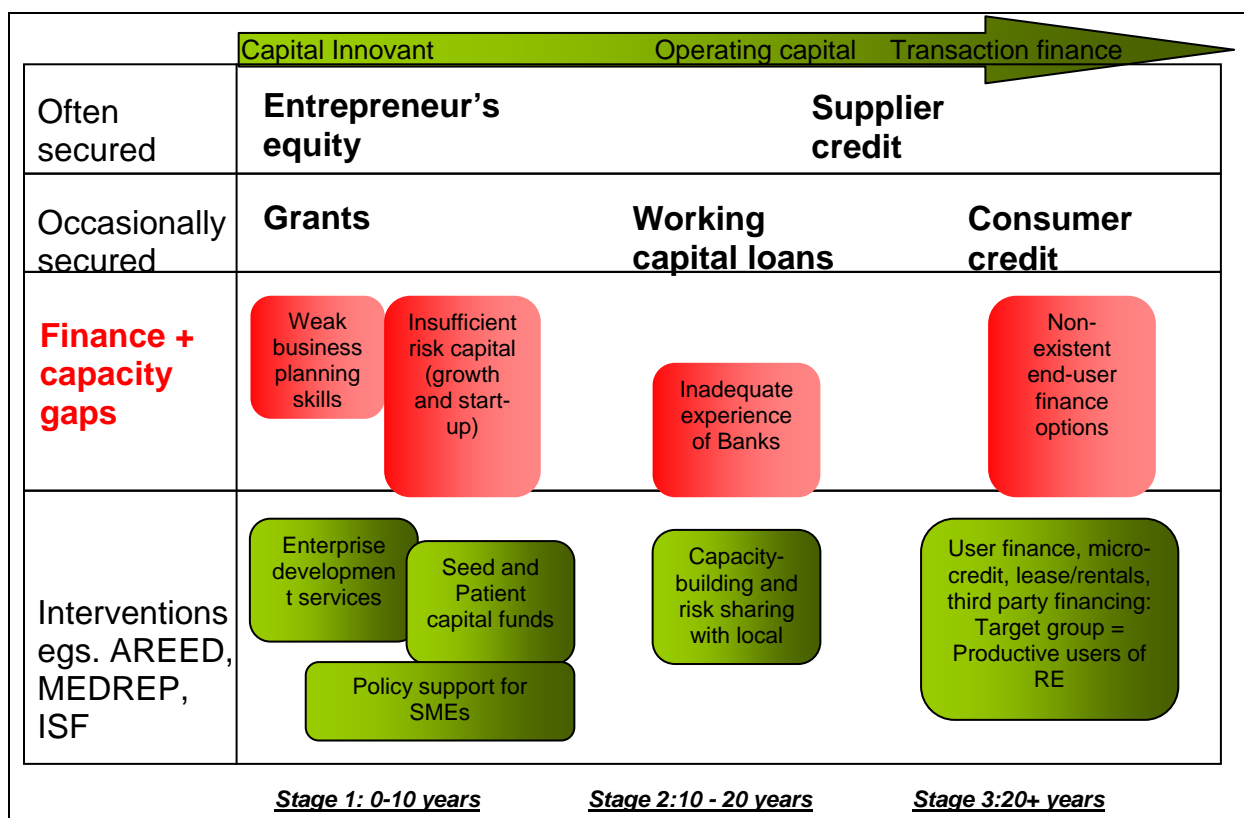 Capital Innovant Operating capital Transaction finance
Often
secured
Entrepreneur’s
equity
Supplier
credit
Occasionally
secured
Grants
Working
capital loans
Consumer
credit
Finance +
capacity
gaps
Weak
business
planning
skills
Insufficient
risk capital
(growth
and start-
up)
Inadequate
experience
of Banks
Non-
existent
end-user
finance
options
Interventions
egs. AREED,
MEDREP,
ISF
Enterprise
developmen
t services
Seed and
Patient
capital funds
Policy support for
SMEs
Capacity-
building and
risk sharing
with local
User finance, micro-
credit, lease/rentals,
third party financing:
Target group =
Productive users of
RE
Stage 1: 0-10 years
Stage 2:10 - 20 years
Stage 3:20+ years